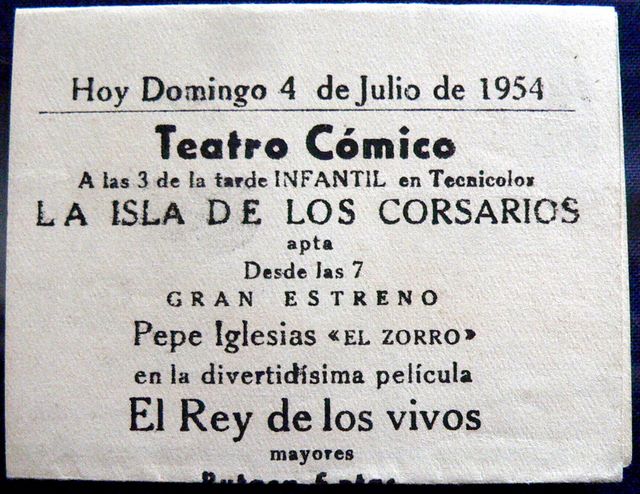 Hoy Domingo 4 de Julio de 1954
Teatro Cómico
A las 3 de la tarde INFANTIL en Tecnicolor
LA ISLA DE LOS CORSARIOS
apta
Desde las 7
GRAN ESTRENO
Pepe Iglesias «EL ZORRO»
en la divertidísima película
El Rey de los vivos
mayores